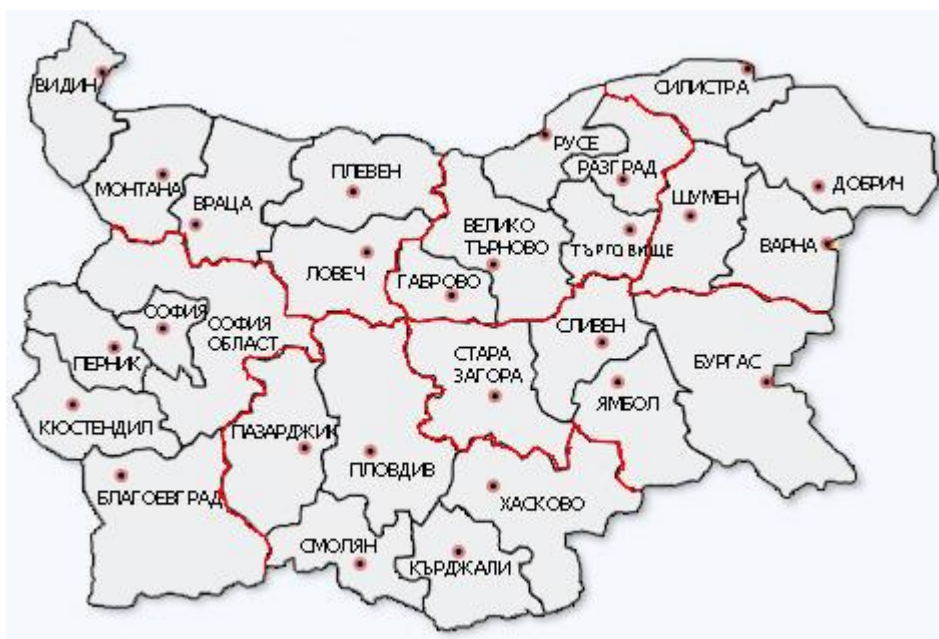 ВИДИН
СИЛИСТРА
РУСЕ
ПЛЕВЕН
РАЗГРАД
МОНТАНА
ДОБРИЧ
ШУМЕН
ВРАЦА
ВЕЛИКО
ТЪРНОВО
ТЪРГОВИЩЕ
ВАРНА
ЛОВЕЧ
ГАБРОВО
СОФИЯ
СОФИЯ
ОБЛАСТ
СЛИВЕН
ПЕРНИК
СТАРА
ЗАГОРА
БУРГАС
ЯМБОЛ
КЮСТЕНДИЛ
ПАЗАРДЖИК
ПЛОВДИВ
БЛАГОЕВГРАД
ХАСКОВО
СМОЛЯН
КЪРДЖАЛИ